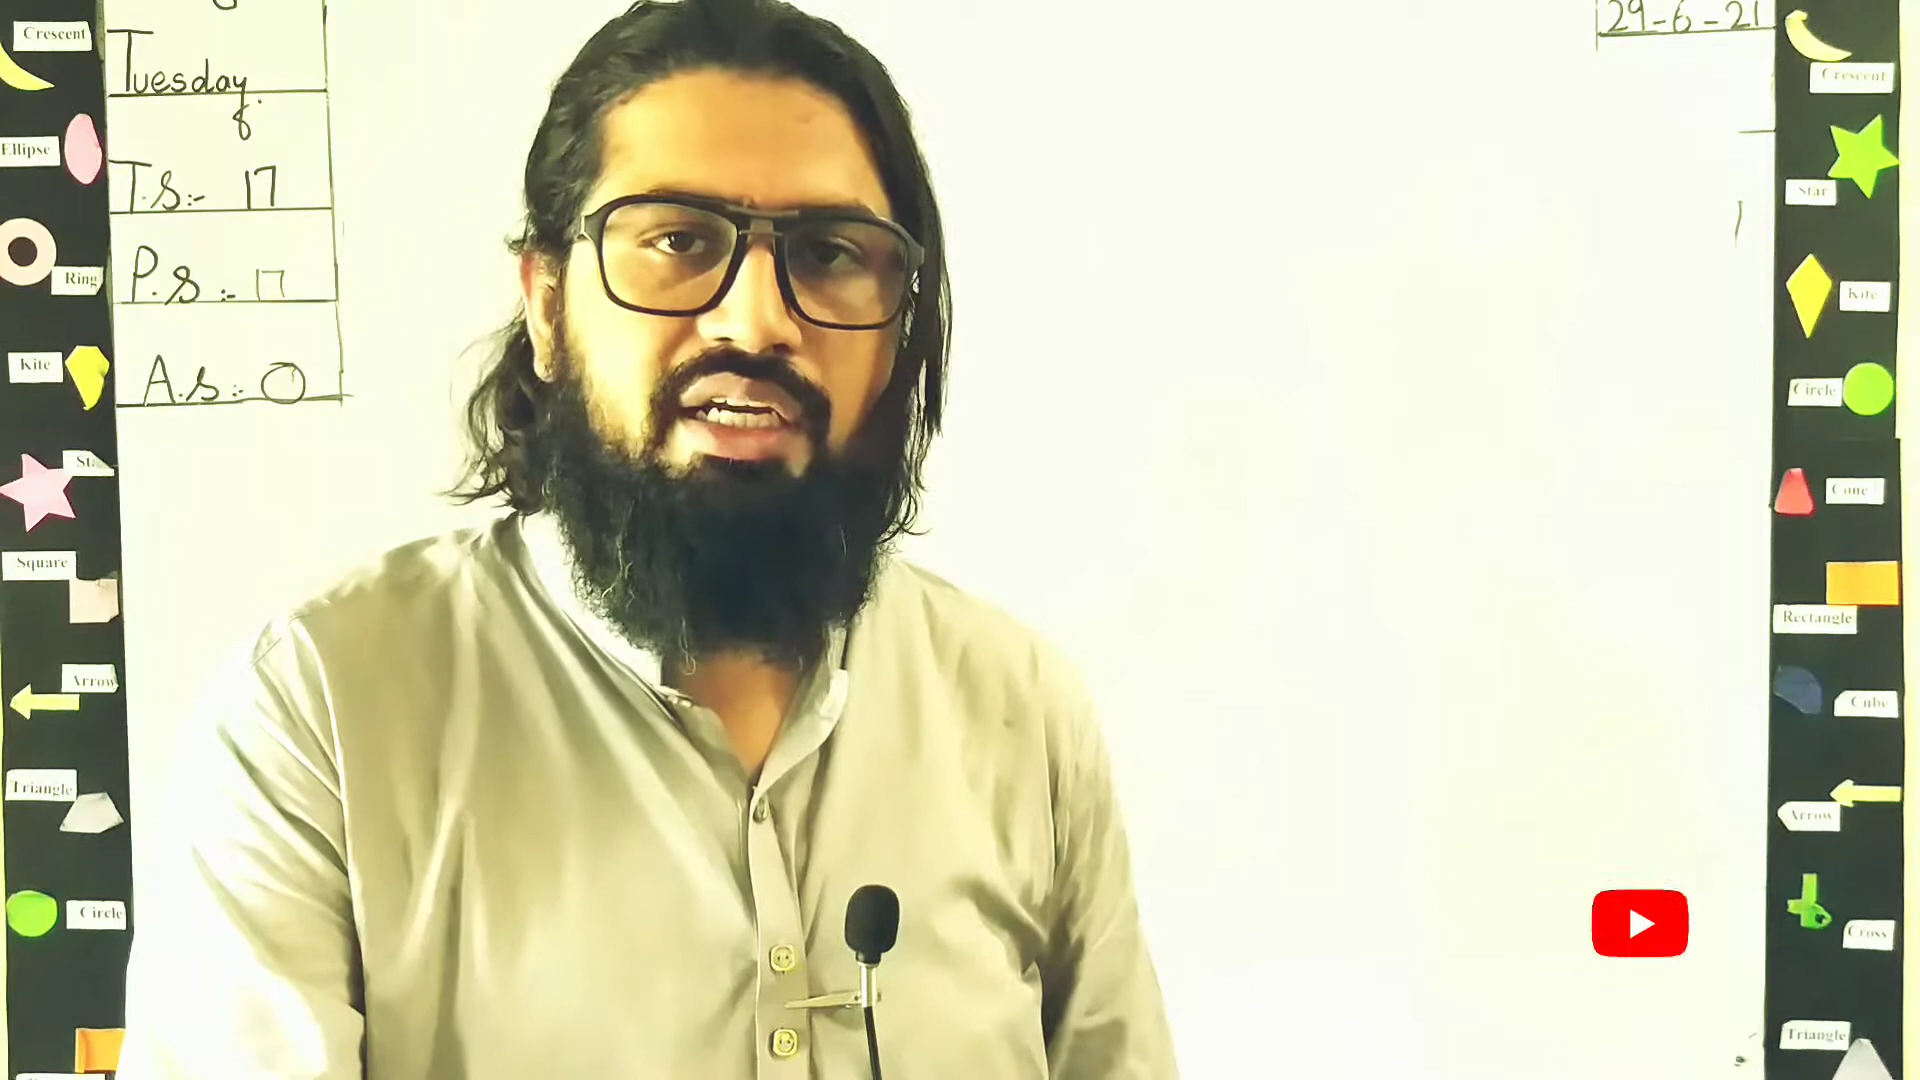 Crescent
Ellipse
Ring
Kite
Square
Arrow
Triangle
Circle
Tuesday
T.S:- 17
P.S:- 17
A.S:- 0
29-6-21
Crescent
Star
Kite
Circle
Cone
Rectangle
Cube
Arrow
Cross
Triangle